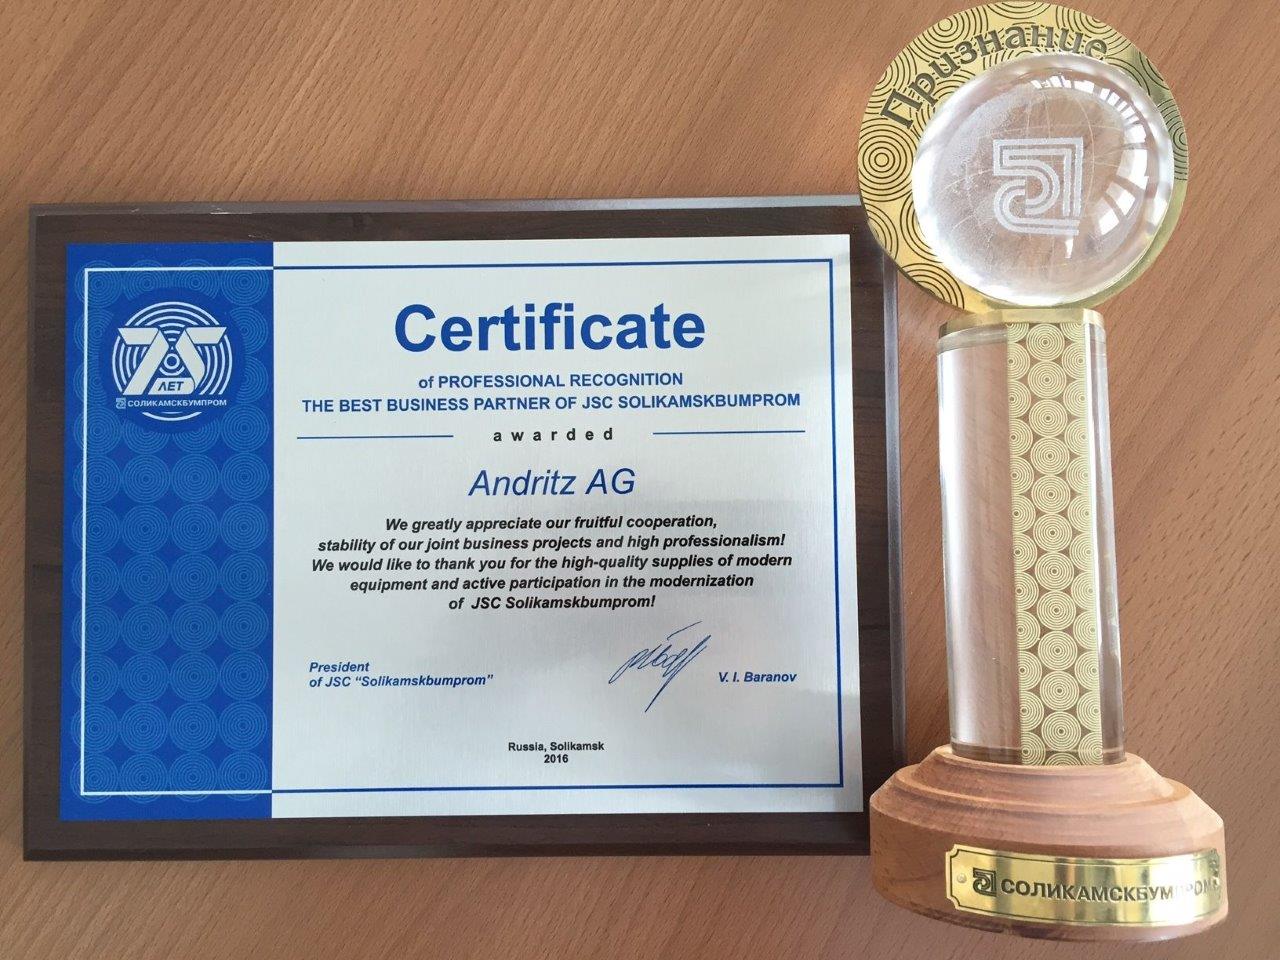 75
ЛЕТ
СОЛИКАМСКБУМПРОМ
Certificate
of PROFESSIONAL RECOGNITION
THE BEST BUSINESS PARTNER OF JSC SOLIKAMSKBUMPROM
awarded
Andritz AG
We greatly appreciate our fruitful cooperation,
stability of our joint business projects and high professionalism!
We would like to thank you for the high-quality supplies of modern
equipment and active participation in the modernization
of JSC Solikamskbumprom!
President
of JSC “Solikamskbumprom”
V. I. Baranov
Russia, Solikamsk
2016
Признание
СОЛИКАМСКБУМПРОМ